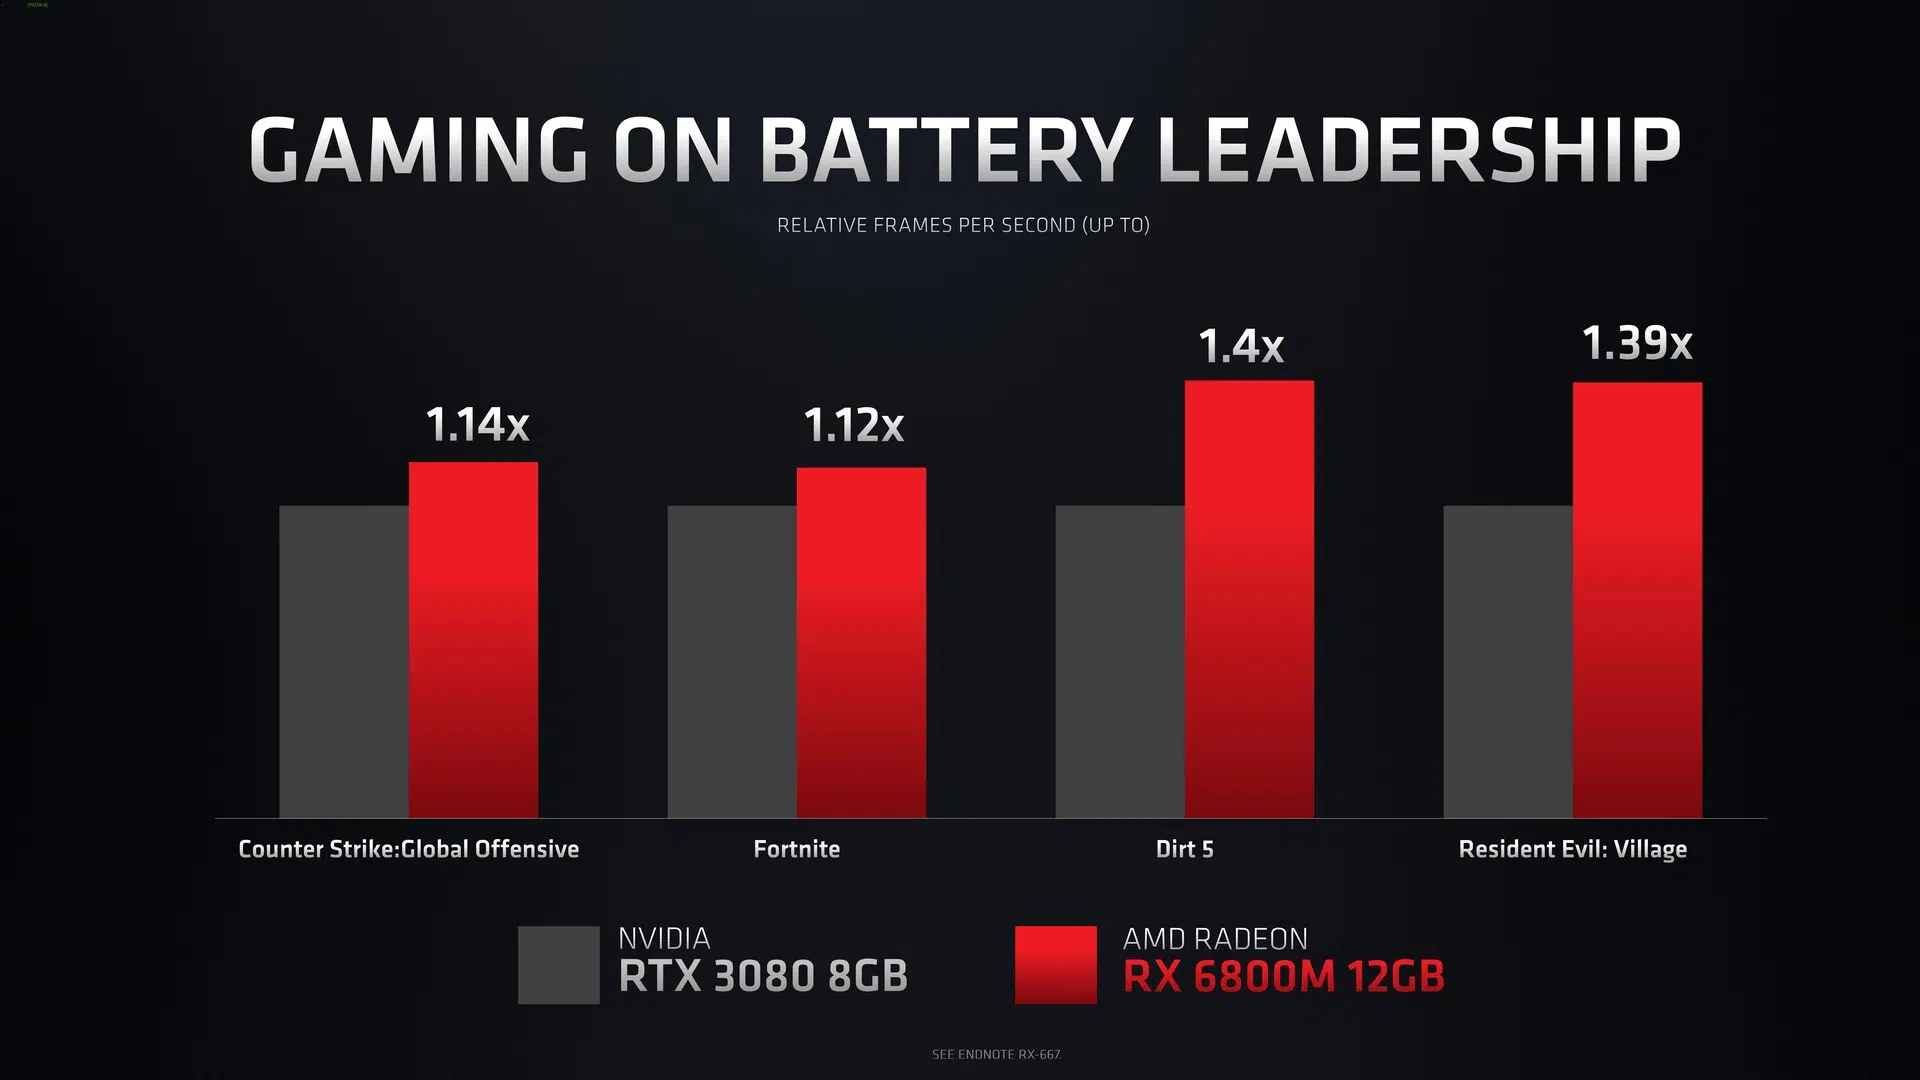 GAMING ON BATTERY LEADERSHIP
RELATIVE FRAMES PER SECOND (UP TO)
1.14x
1.12x
1.4x
1.39x
Counter Strike:Global Offensive
Fortnite
Dirt 5
Resident Evil: Village
NVIDIA
RTX 3080 8GB
AMD RADEON
RX 6800M 12GB
SEE ENDNOTE RX-667.